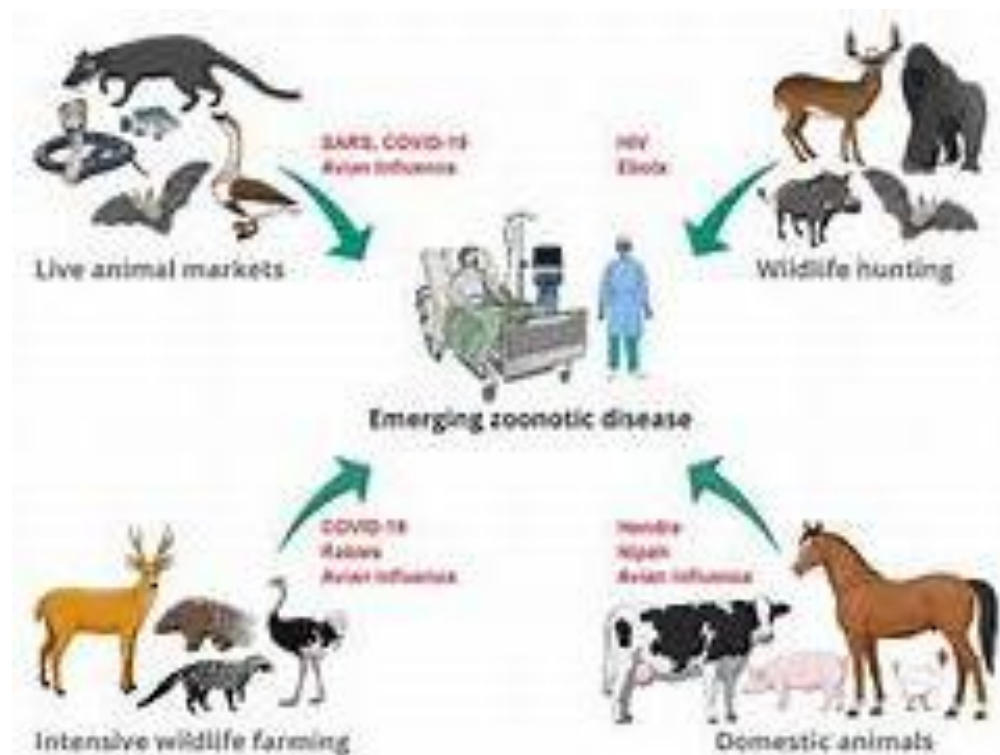 SARS, COVID-19
Avian Influenza
HIV
Ebola
Live animal markets
Wildlife hunting
Emerging zoonotic disease
COVID-19
Rabies
Avian Influenza
Hendra
Nipah
Avian Influenza
Intensive wildlife farming
Domestic animals